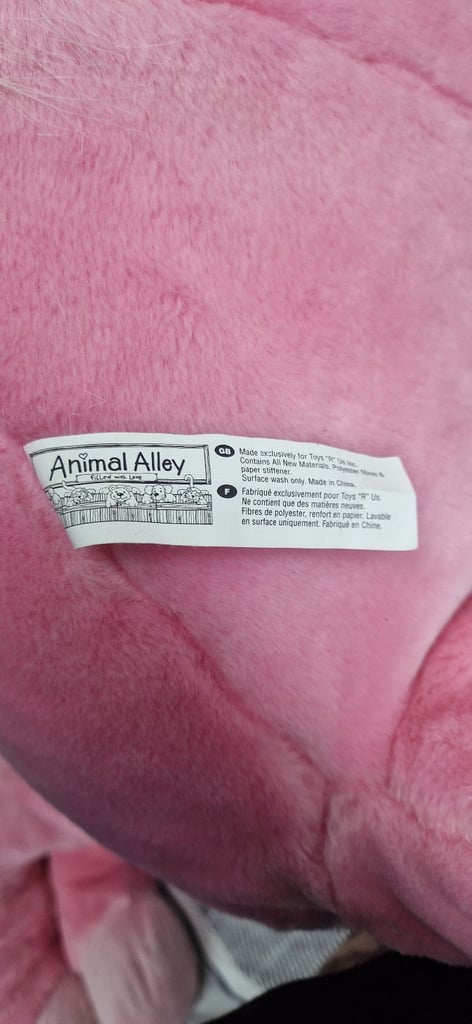 Animal Alley
Filled with Love
GB Made exclusively for Toys "R" Us Inc.
Contains All New Materials. Polyester fibres &
paper stiffener.
Surface wash only. Made in China.
F Fabriqué exclusivement pour Toys "R" Us.
Ne contient que des matières neuves.
Fibres de polyester, renfort en papier. Lavable
en surface uniquement. Fabriqué en Chine.